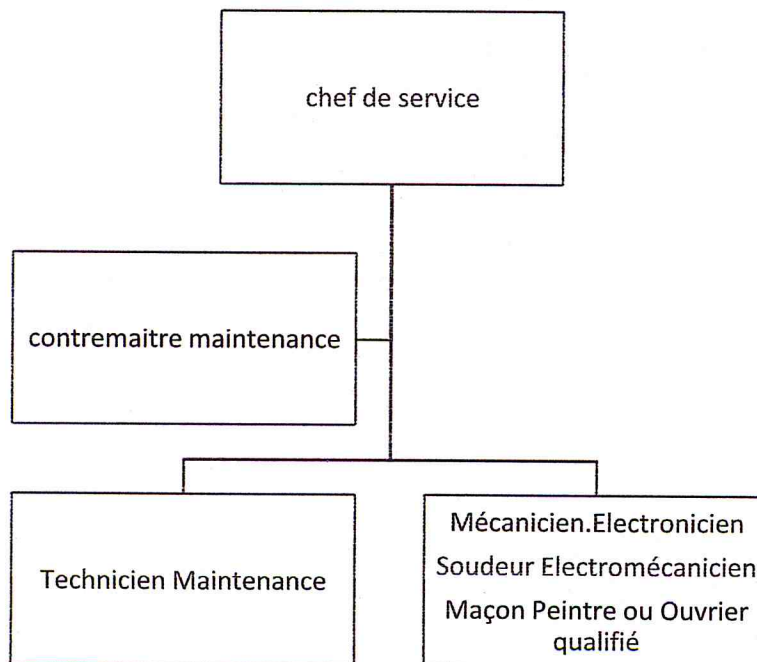 chef de service
contremaitre maintenance
Technicien Maintenance
Mécanicien.Electronicien
Soudeur Electromécanicien
Maçon Peintre ou Ouvrier
qualifié